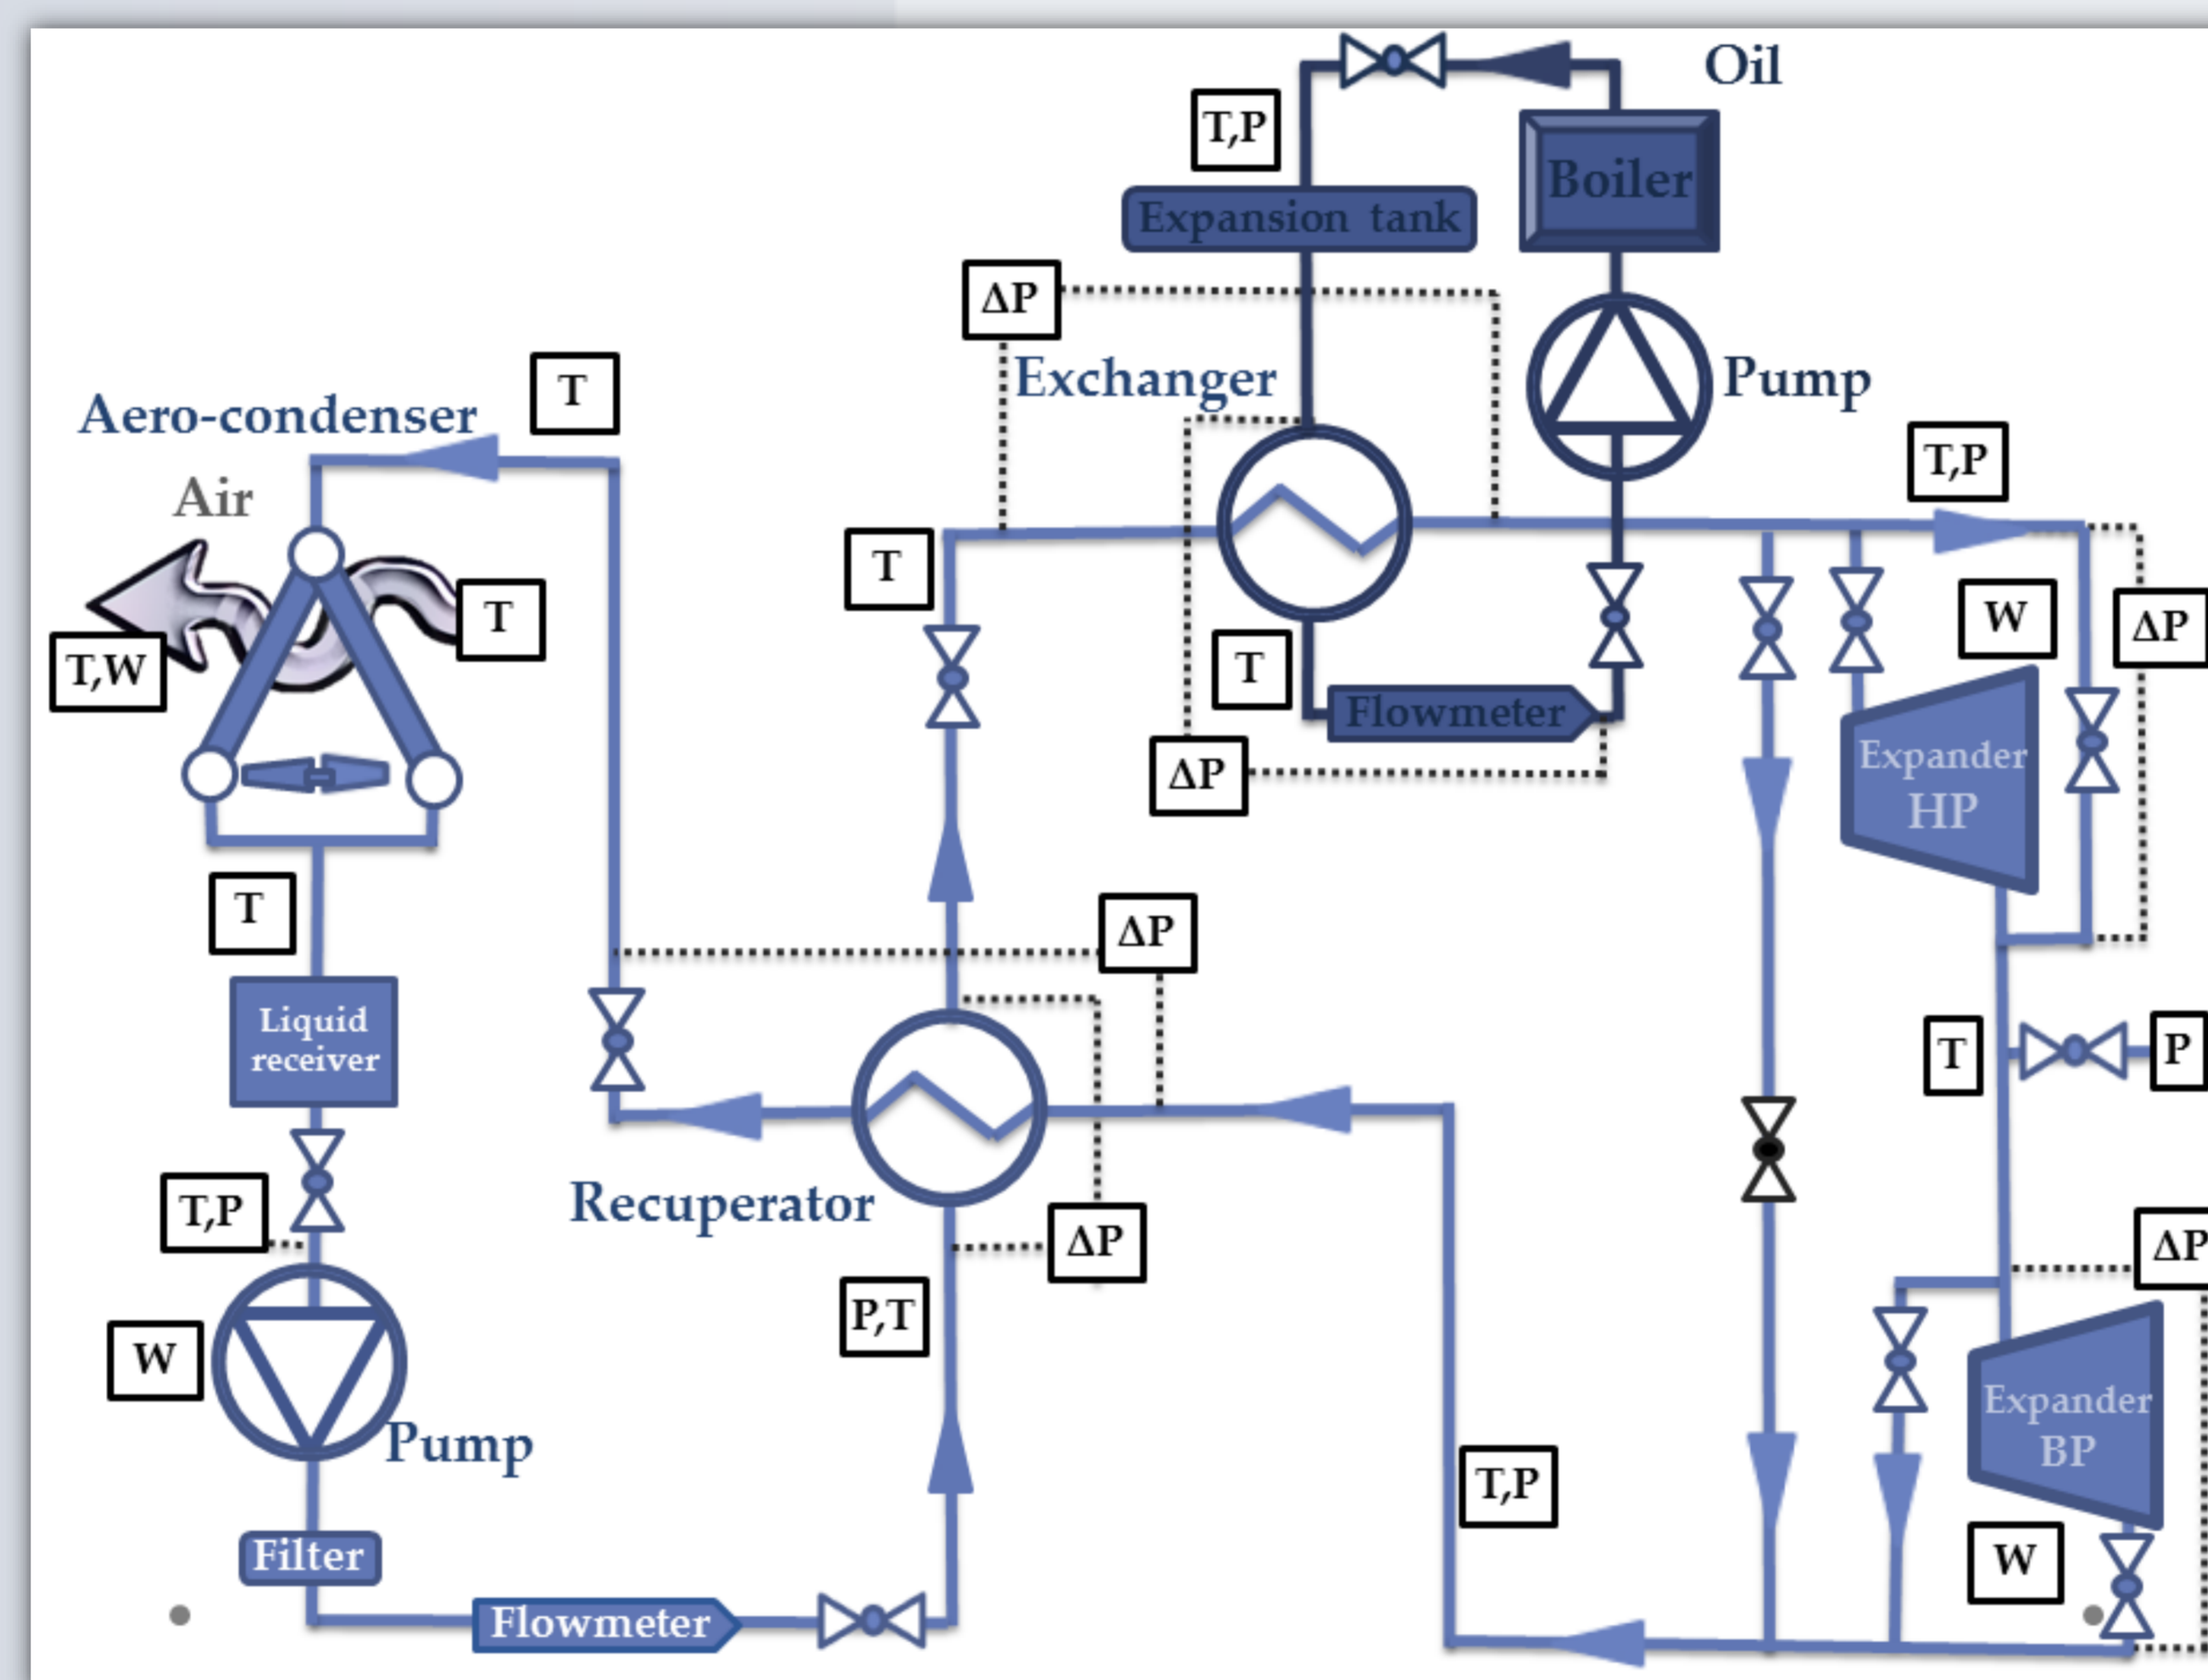 Oil
T,P
Boiler
Expansion tank
ΔP
Exchanger
Pump
T
Aero-condenser
T,P
Air
T
T
W
ΔP
T,W
T
Flowmeter
Expander
HP
ΔP
T
ΔP
Liquid
receiver
T
P
Recuperator
T,P
ΔP
ΔP
P,T
W
Expander
BP
Pump
T,P
Filter
W
Flowmeter